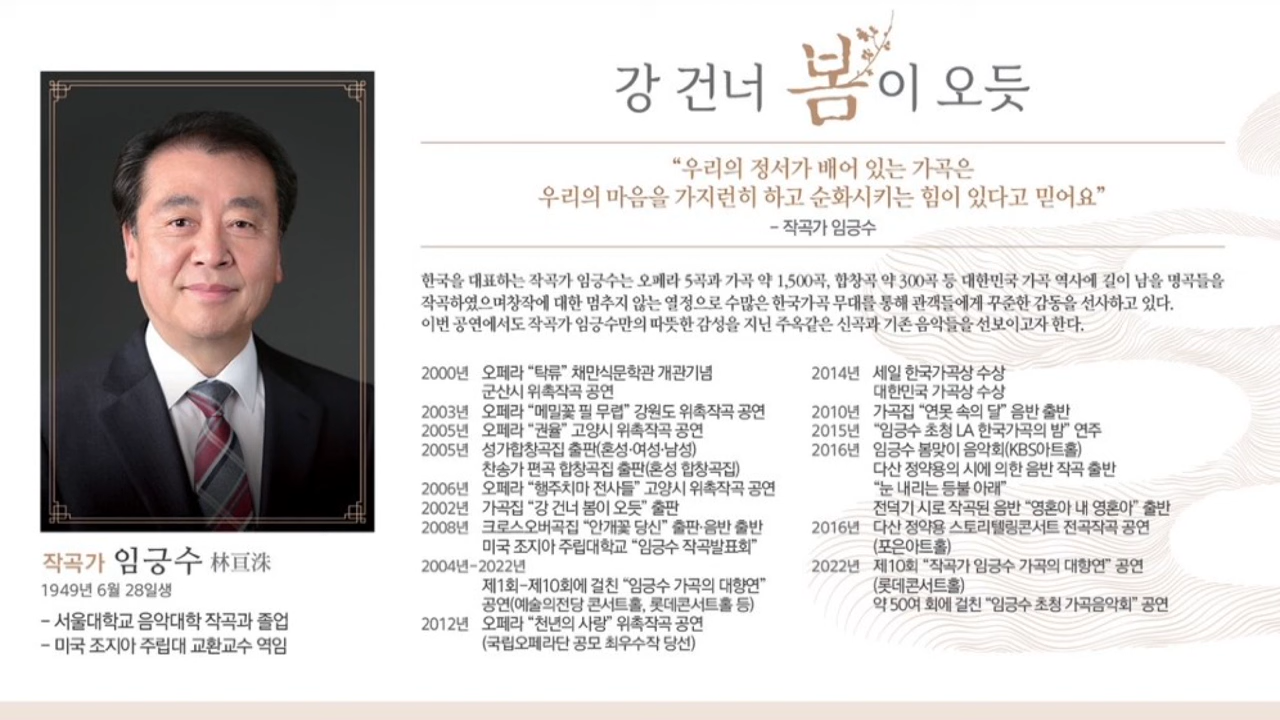 강 건너 봄이 오듯
“우리의 정서가 배어 있는 가곡은
우리의 마음을 가지런히 하고 순화시키는 힘이 있다고 믿어요”
- 작곡가 임긍수
한국을 대표하는 작곡가 임긍수는 오페라 5곡과 가곡 약 1,500곡, 합창곡 약 300곡 등 대한민국 가곡 역사에 길이 남을 명곡들을
작곡하였으며창작에 대한 멈추지 않는 열정으로 수많은 한국가곡 무대를 통해 관객들에게 꾸준한 감동을 선사하고 있다.
이번 공연에서도 작곡가 임긍수만의 따뜻한 감성을 지닌 주옥같은 신곡과 기존 음악들을 선보이고자 한다.
작곡가 임긍수 林亘洙
1949년 6월 28일생
- 서울대학교 음악대학 작곡과 졸업
- 미국 조지아 주립대 교환교수 역임
2000년 오페라 “탁류” 채만식문학관 개관기념
군산시 위촉작곡 공연
2003년 오페라 “메밀꽃 필 무렵” 강원도 위촉작곡 공연
2005년 오페라 “권율” 고양시 위촉작곡 공연
2005년 성가합창곡집 출판(혼성·여성·남성)
찬송가 편곡 합창곡집 출판(혼성 합창곡집)
2006년 오페라 “행주치마 전사들” 고양시 위촉작곡 공연
2002년 가곡집 “강 건너 봄이 오듯” 출판
2008년 크로스오버곡집 “안개꽃 당신” 출판·음반 출반
미국 조지아 주립대학교 “임긍수 작곡발표회”
2004년-2022년
제1회-제10회에 걸친 “임긍수 가곡의 대향연”
공연(예술의전당 콘서트홀, 롯데콘서트홀 등)
2012년 오페라 “천년의 사랑” 위촉작곡 공연
(국립오페라단 공모 최우수작 당선)
2014년 세일 한국가곡상 수상
대한민국 가곡상 수상
2010년 가곡집 “연못 속의 달” 음반 출반
2015년 “임긍수 초청 LA 한국가곡의 밤” 연주
2016년 임긍수 봄맞이 음악회(KBS아트홀)
다산 정약용의 시에 의한 음반 작곡 출반
“눈 내리는 등불 아래”
전덕기 시로 작곡된 음반 “영혼아 내 영혼아” 출반
2016년 다산 정약용 스토리텔링콘서트 전곡작곡 공연
(포은아트홀)
2022년 제10회 “작곡가 임긍수 가곡의 대향연” 공연
(롯데콘서트홀)
약 50여 회에 걸친 “임긍수 초청 가곡음악회” 공연